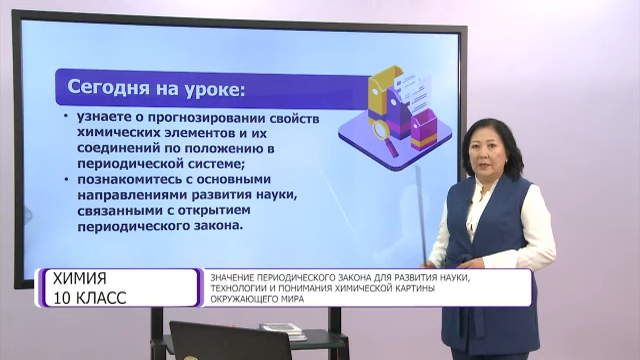 Сегодня на уроке:
• узнаете о прогнозировании свойств
химических элементов и их
соединений по положению в
периодической системе;
• познакомитесь с основными
направлениями развития науки,
связанными с открытием
периодического закона.
ХИМИЯ
10 КЛАСС
ЗНАЧЕНИЕ ПЕРИОДИЧЕСКОГО ЗАКОНА ДЛЯ РАЗВИТИЯ НАУКИ,
ТЕХНОЛОГИИ И ПОНИМАНИЯ ХИМИЧЕСКОЙ КАРТИНЫ
ОКРУЖАЮЩЕГО МИРА